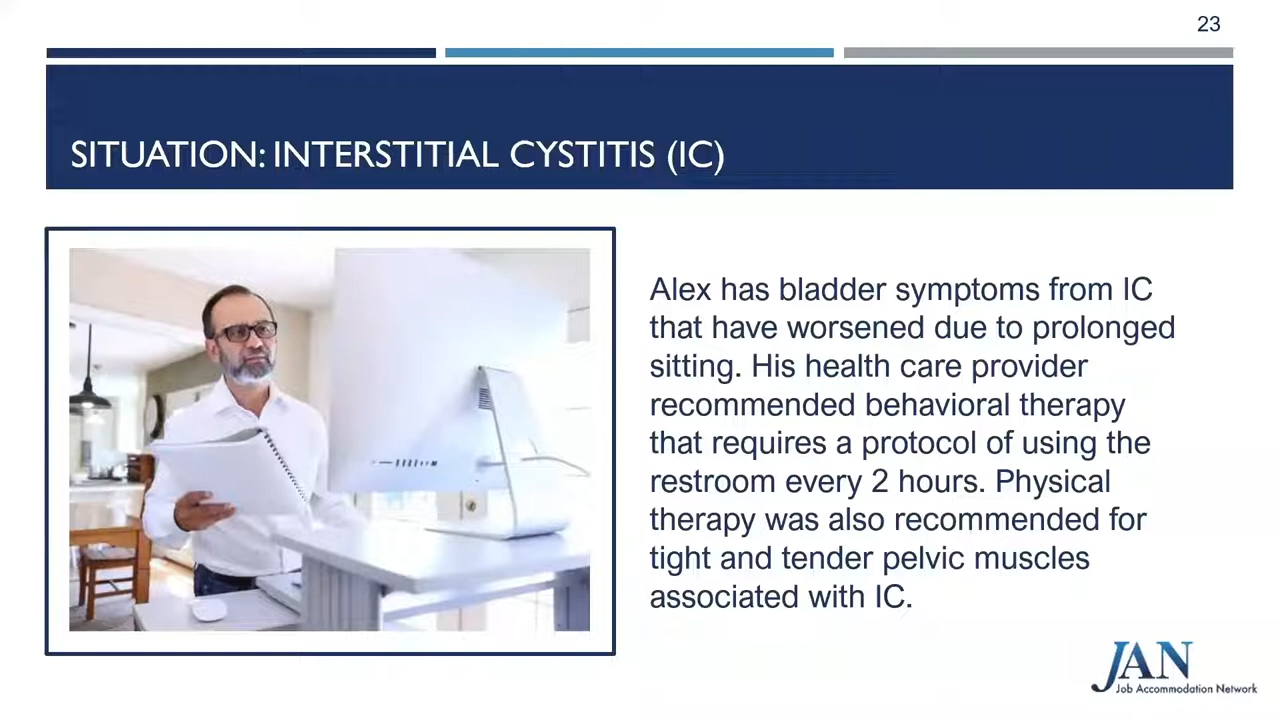 23
SITUATION: INTERSTITIAL CYSTITIS (IC)
Alex has bladder symptoms from IC
that have worsened due to prolonged
sitting. His health care provider
recommended behavioral therapy
that requires a protocol of using the
restroom every 2 hours. Physical
therapy was also recommended for
tight and tender pelvic muscles
associated with IC.
JAN
Job Accommodation Network